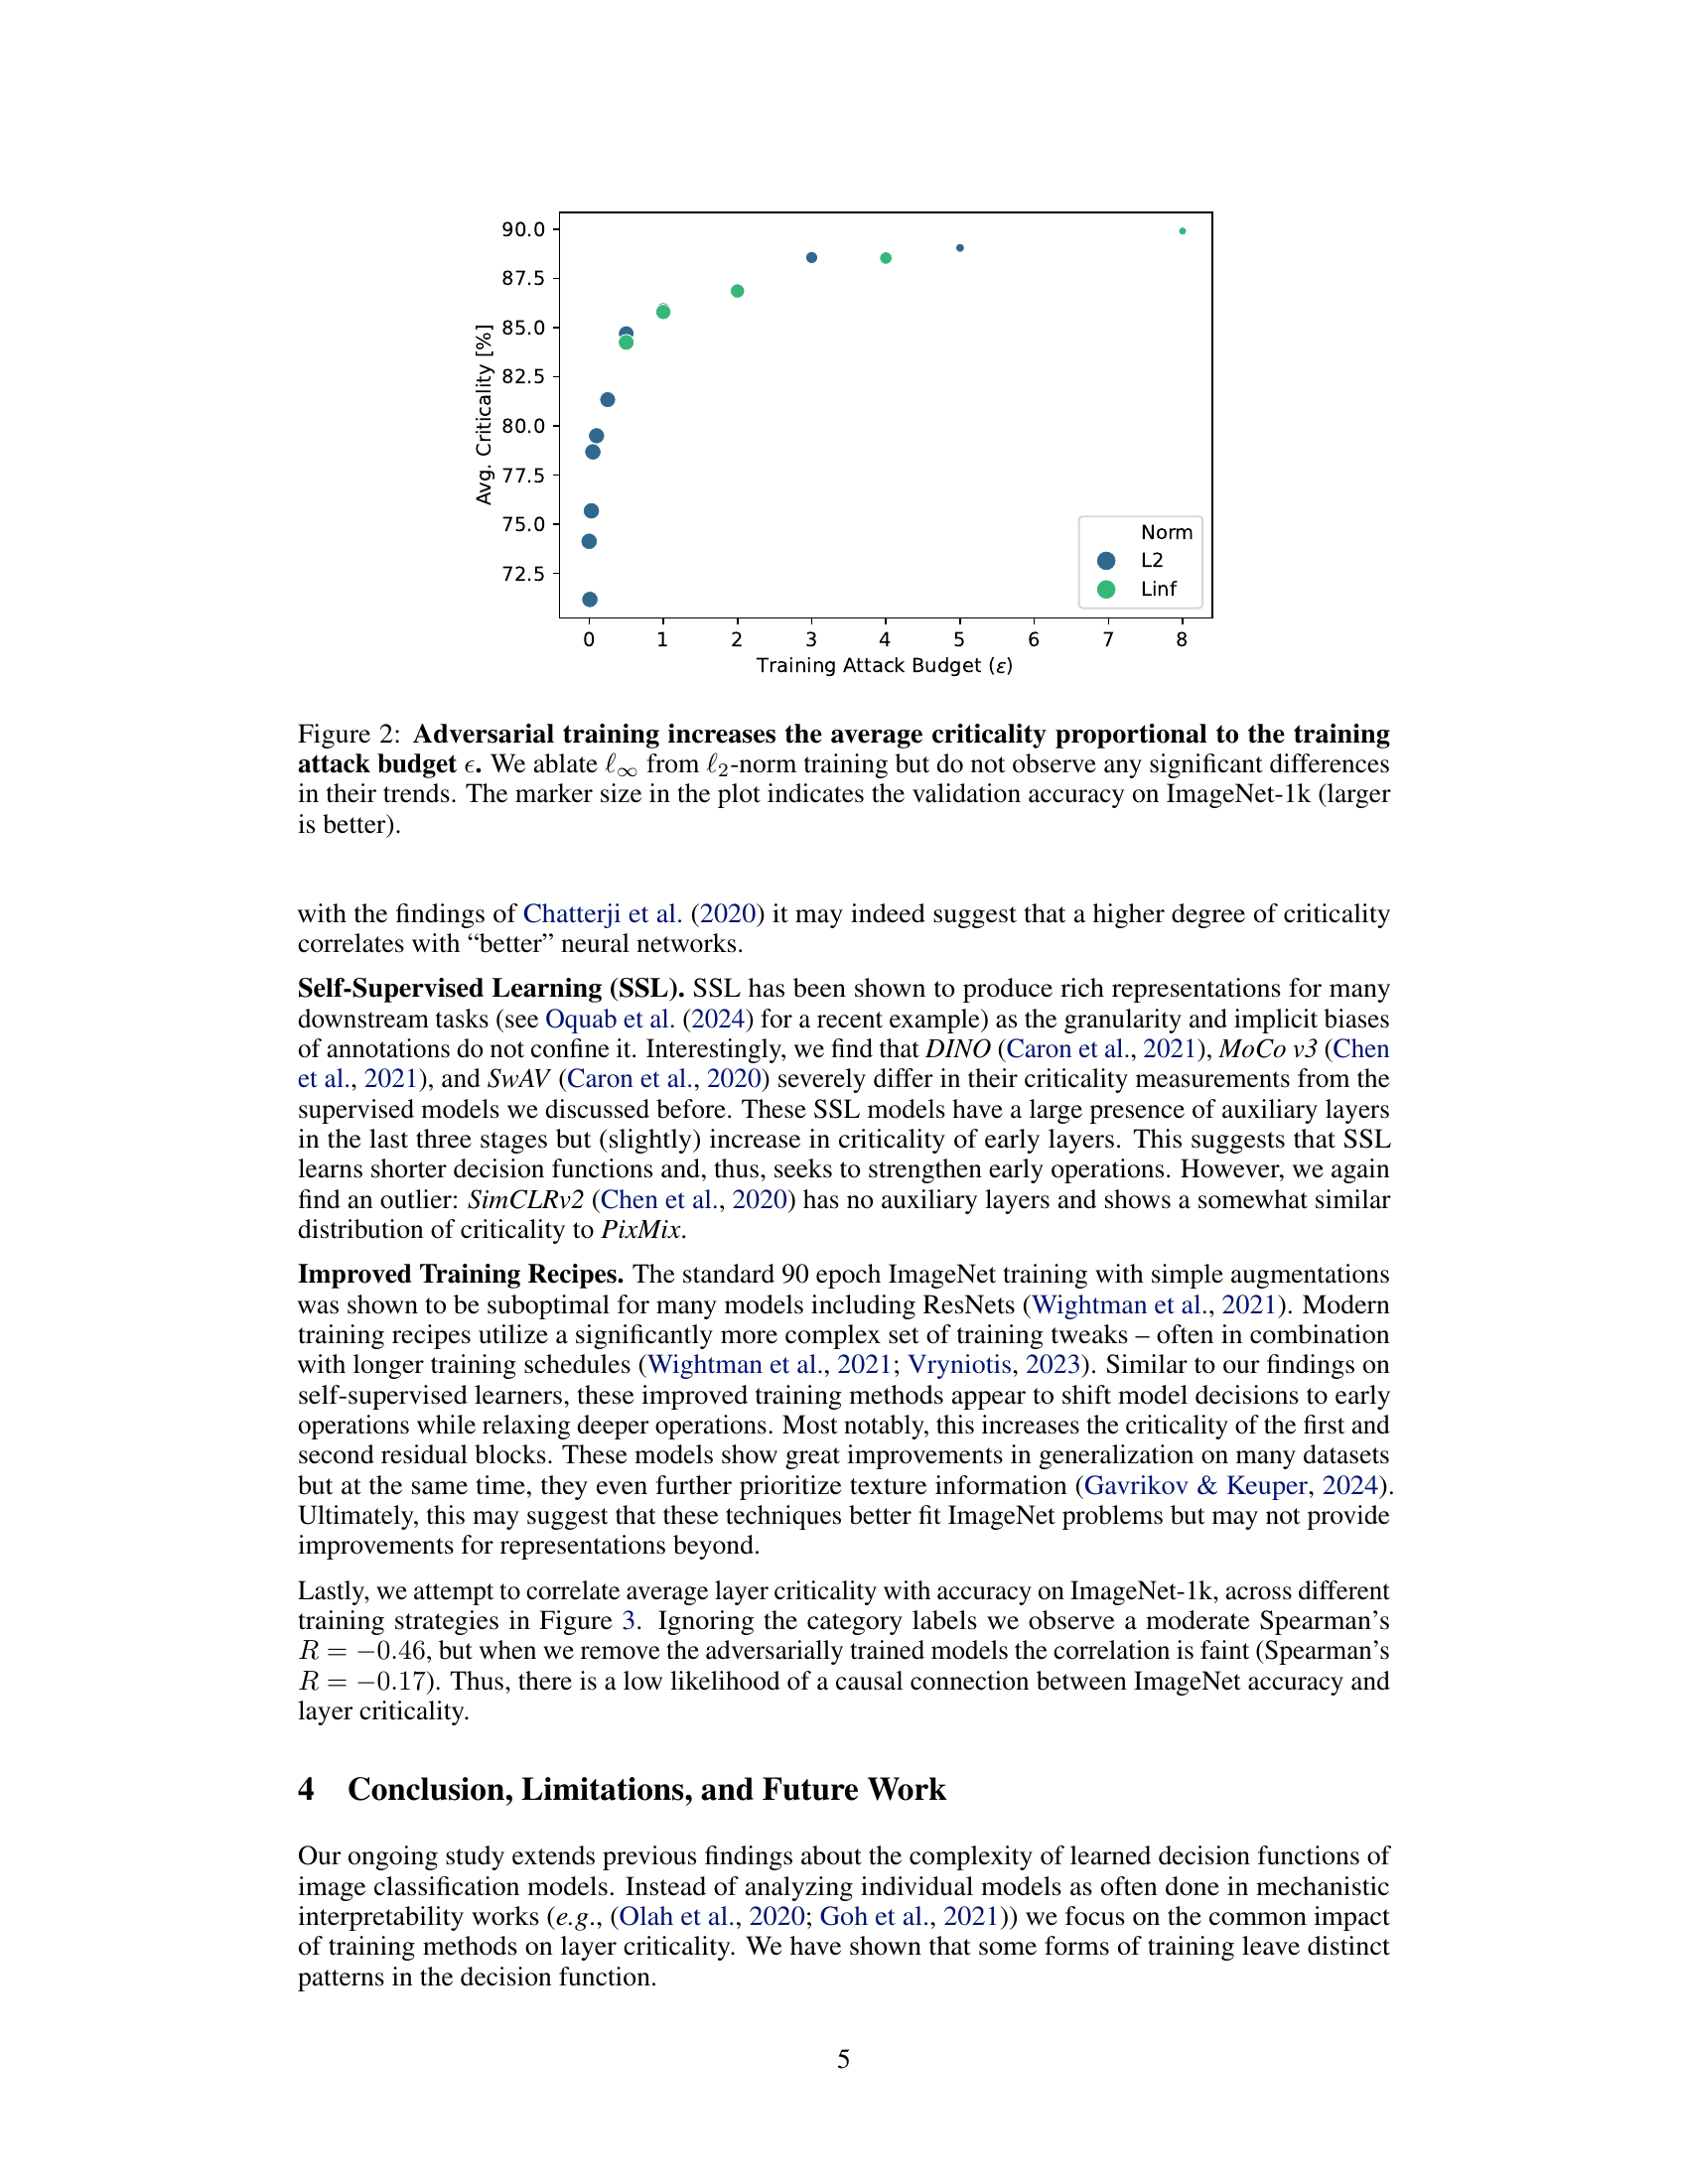 90.0
87.5
85.0
82.5
80.0
77.5
75.0
72.5
Avg. Criticality [%]
0 1 2 3 4 5 6 7 8
Training Attack Budget (ε)
Norm
L2
Linf
Figure 2: Adversarial training increases the average criticality proportional to the training
attack budget ϵ. We ablate ℓ∞ from ℓ2-norm training but do not observe any significant differences
in their trends. The marker size in the plot indicates the validation accuracy on ImageNet-1k (larger
is better).
with the findings of Chatterji et al. (2020) it may indeed suggest that a higher degree of criticality
correlates with “better” neural networks.
Self-Supervised Learning (SSL). SSL has been shown to produce rich representations for many
downstream tasks (see Oquab et al. (2024) for a recent example) as the granularity and implicit biases
of annotations do not confine it. Interestingly, we find that DINO (Caron et al., 2021), MoCo v3 (Chen
et al., 2021), and SwAV (Caron et al., 2020) severely differ in their criticality measurements from the
supervised models we discussed before. These SSL models have a large presence of auxiliary layers
in the last three stages but (slightly) increase in criticality of early layers. This suggests that SSL
learns shorter decision functions and, thus, seeks to strengthen early operations. However, we again
find an outlier: SimCLRv2 (Chen et al., 2020) has no auxiliary layers and shows a somewhat similar
distribution of criticality to PixMix.
Improved Training Recipes. The standard 90 epoch ImageNet training with simple augmentations
was shown to be suboptimal for many models including ResNets (Wightman et al., 2021). Modern
training recipes utilize a significantly more complex set of training tweaks – often in combination
with longer training schedules (Wightman et al., 2021; Vryniotis, 2023). Similar to our findings on
self-supervised learners, these improved training methods appear to shift model decisions to early
operations while relaxing deeper operations. Most notably, this increases the criticality of the first and
second residual blocks. These models show great improvements in generalization on many datasets
but at the same time, they even further prioritize texture information (Gavrikov & Keuper, 2024).
Ultimately, this may suggest that these techniques better fit ImageNet problems but may not provide
improvements for representations beyond.
Lastly, we attempt to correlate average layer criticality with accuracy on ImageNet-1k, across different
training strategies in Figure 3. Ignoring the category labels we observe a moderate Spearman’s
R = −0.46, but when we remove the adversarially trained models the correlation is faint (Spearman’s
R = −0.17). Thus, there is a low likelihood of a causal connection between ImageNet accuracy and
layer criticality.
4 Conclusion, Limitations, and Future Work
Our ongoing study extends previous findings about the complexity of learned decision functions of
image classification models. Instead of analyzing individual models as often done in mechanistic
interpretability works (e.g., (Olah et al., 2020; Goh et al., 2021)) we focus on the common impact
of training methods on layer criticality. We have shown that some forms of training leave distinct
patterns in the decision function.
5